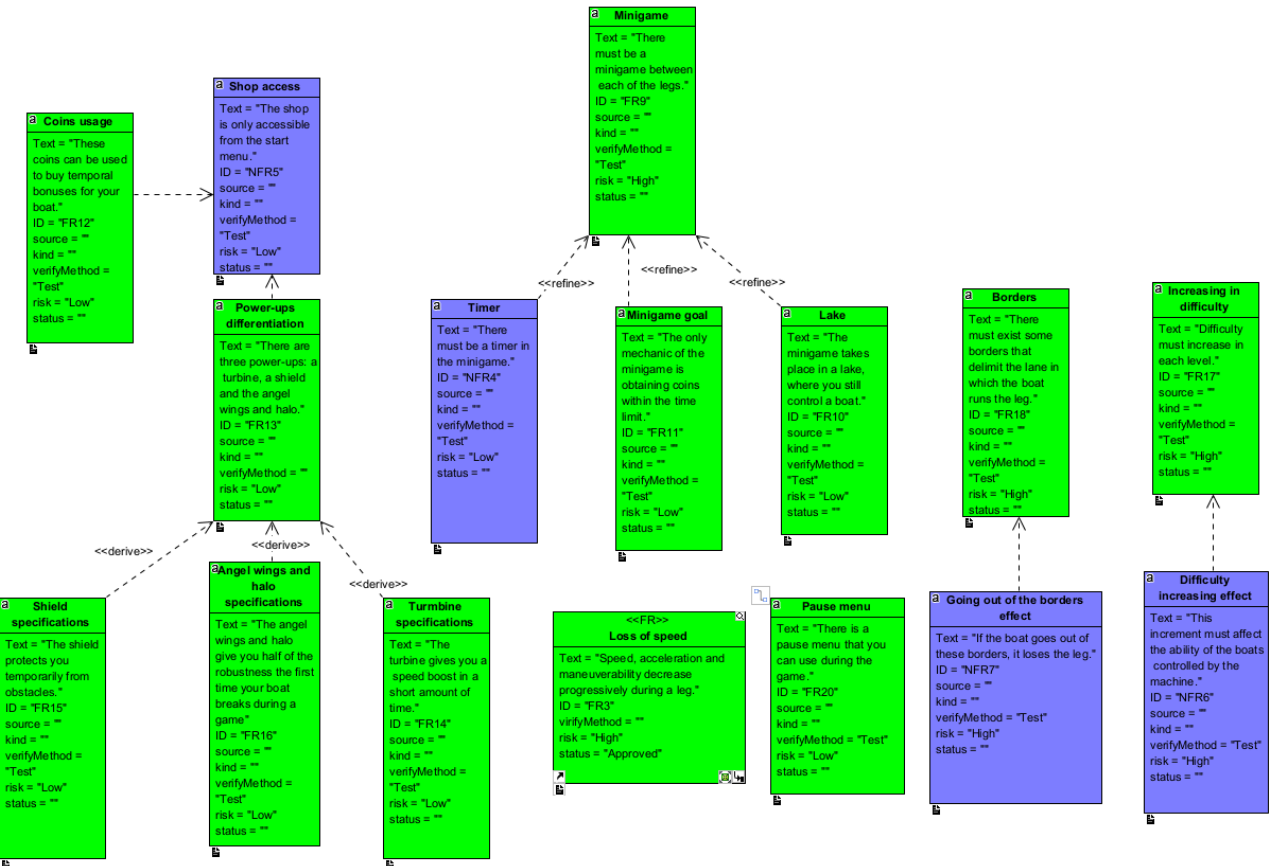 a Minigame
Text = "There
must be a
minigame between
each of the legs."
ID = "FR9"
source = ""
kind = ""
verifyMethod =
"Test"
risk = "High"
status = ""
a Shop access
Text = "The shop
is only accessible
from the start
menu."
ID = "NFR5"
source = ""
kind = ""
verifyMethod =
"Test"
risk = "Low"
status = ""
a Coins usage
Text = "These
coins can be used
to buy temporal
bonuses for your
boat."
ID = "FR12"
source = ""
kind = ""
verifyMethod =
"Test"
risk = "Low"
status = ""
<<refine>>
<<refine>>
<<refine>>
a Power-ups
differentiation
Text = "There are
three power-ups: a
turbine, a shield
and the angel
wings and halo."
ID = "FR13"
source = ""
kind = ""
verifyMethod = ""
risk = "Low"
status = ""
a Timer
Text = "There
must be a timer in
the minigame."
ID = "NFR4"
source = ""
kind = ""
verifyMethod =
"Test"
risk = "Low"
status = ""
a Minigame goal
Text = "The only
mechanic of the
minigame is
obtaining coins
within the time
limit."
ID = "FR11"
source = ""
kind = ""
verifyMethod =
"Test"
risk = "Low"
status = ""
a Lake
Text = "The
minigame takes
place in a lake,
where you still
control a boat."
ID = "FR10"
source = ""
kind = ""
verifyMethod =
"Test"
risk = "Low"
status = ""
a Borders
Text = "There
must exist some
borders that
delimit the lane in
which the boat
runs the leg."
ID = "FR18"
source = ""
kind = ""
verifyMethod =
"Test"
risk = "High"
status = ""
a Increasing in
difficulty
Text = "Difficulty
must increase in
each level."
ID = "FR17"
source = ""
kind = ""
verifyMethod =
"Test"
risk = "High"
status = ""
<<derive>>
<<derive>>
<<derive>>
a Shield
specifications
Text = "The shield
protects you
temporarily from
obstacles."
ID = "FR15"
source = ""
kind = ""
verifyMethod =
"Test"
risk = "Low"
status = ""
a Angel wings and
halo
specifications
Text = "The angel
wings and halo
give you half of the
robustness the first
time your boat
breaks during a
game"
ID = "FR16"
source = ""
kind = ""
verifyMethod =
"Test"
risk = "Low"
status = ""
a Turmbine
specifications
Text = "The
turbine gives you a
speed boost in a
short amount of
time."
ID = "FR14"
source = ""
kind = ""
verifyMethod =
"Test"
risk = "Low"
status = ""
<<FR>>
Loss of speed
Text = "Speed, acceleration and
maneuverability decrease
progressively during a leg."
ID = "FR3"
virifyMethod = ""
risk = "High"
status = "Approved"
a Pause menu
Text = "There is a
pause menu that you
can use during the
game."
ID = "FR20"
source = ""
kind = ""
verifyMethod = "Test"
risk = "Low"
status = ""
a Going out of the borders
effect
Text = "If the boat goes out of
these borders, it loses the leg."
ID = "NFR7"
source = ""
kind = ""
verifyMethod = "Test"
risk = "High"
status = ""
a Difficulty
increasing effect
Text = "This
increment must affect
the ability of the boats
controlled by the
machine."
ID = "NFR6"
source = ""
kind = ""
verifyMethod = "Test"
risk = "High"
status = ""